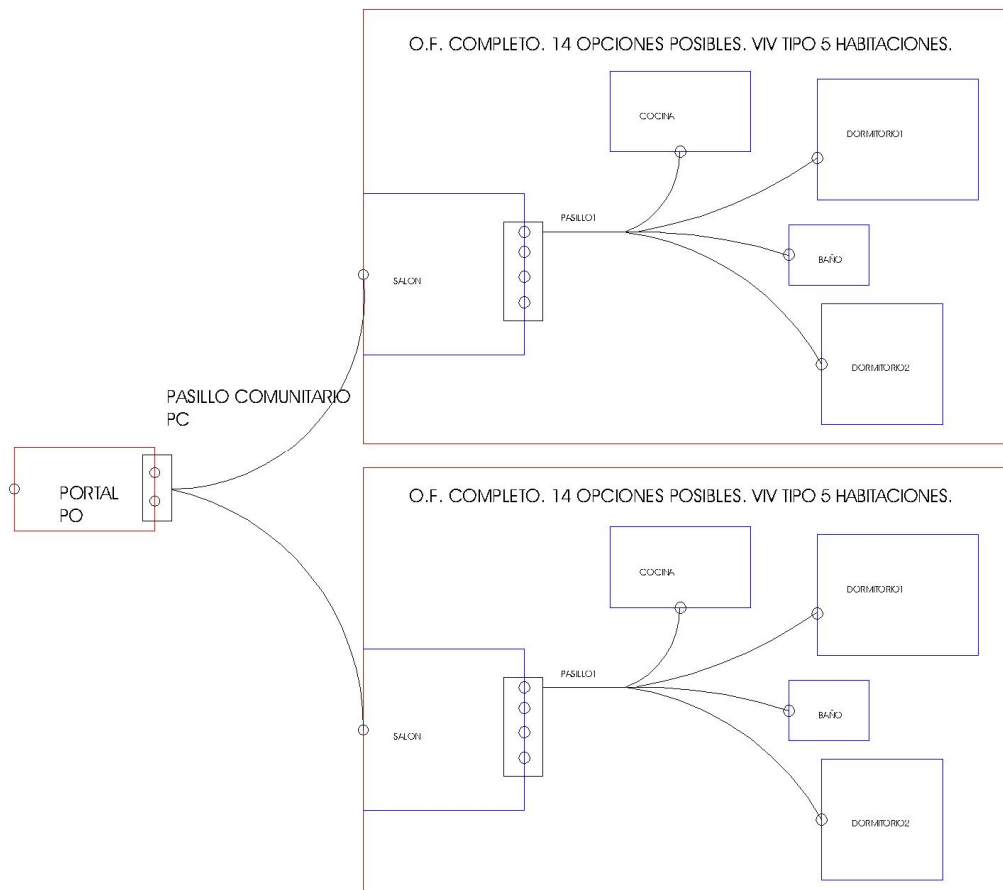 O.F. COMPLETO. 14 OPCIONES POSIBLES. VIV TIPO 5 HABITACIONES.
COCINA
DORMITORIO1
PASILLO1
BAÑO
SALON
DORMITORIO2
PASILLO COMUNITARIO
PC
PORTAL
PO
O.F. COMPLETO. 14 OPCIONES POSIBLES. VIV TIPO 5 HABITACIONES.
COCINA
DORMITORIO1
PASILLO1
BAÑO
SALON
DORMITORIO2